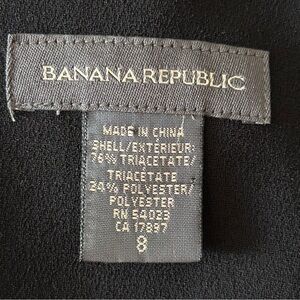 BANANA REPUBLIC
MADE IN CHINA
SHELL/EXTÉRIEUR:
76% TRIACETATE/
TRIACÉTATE
24% POLYESTER/
POLYESTER
RN 54023
CA 17897
8